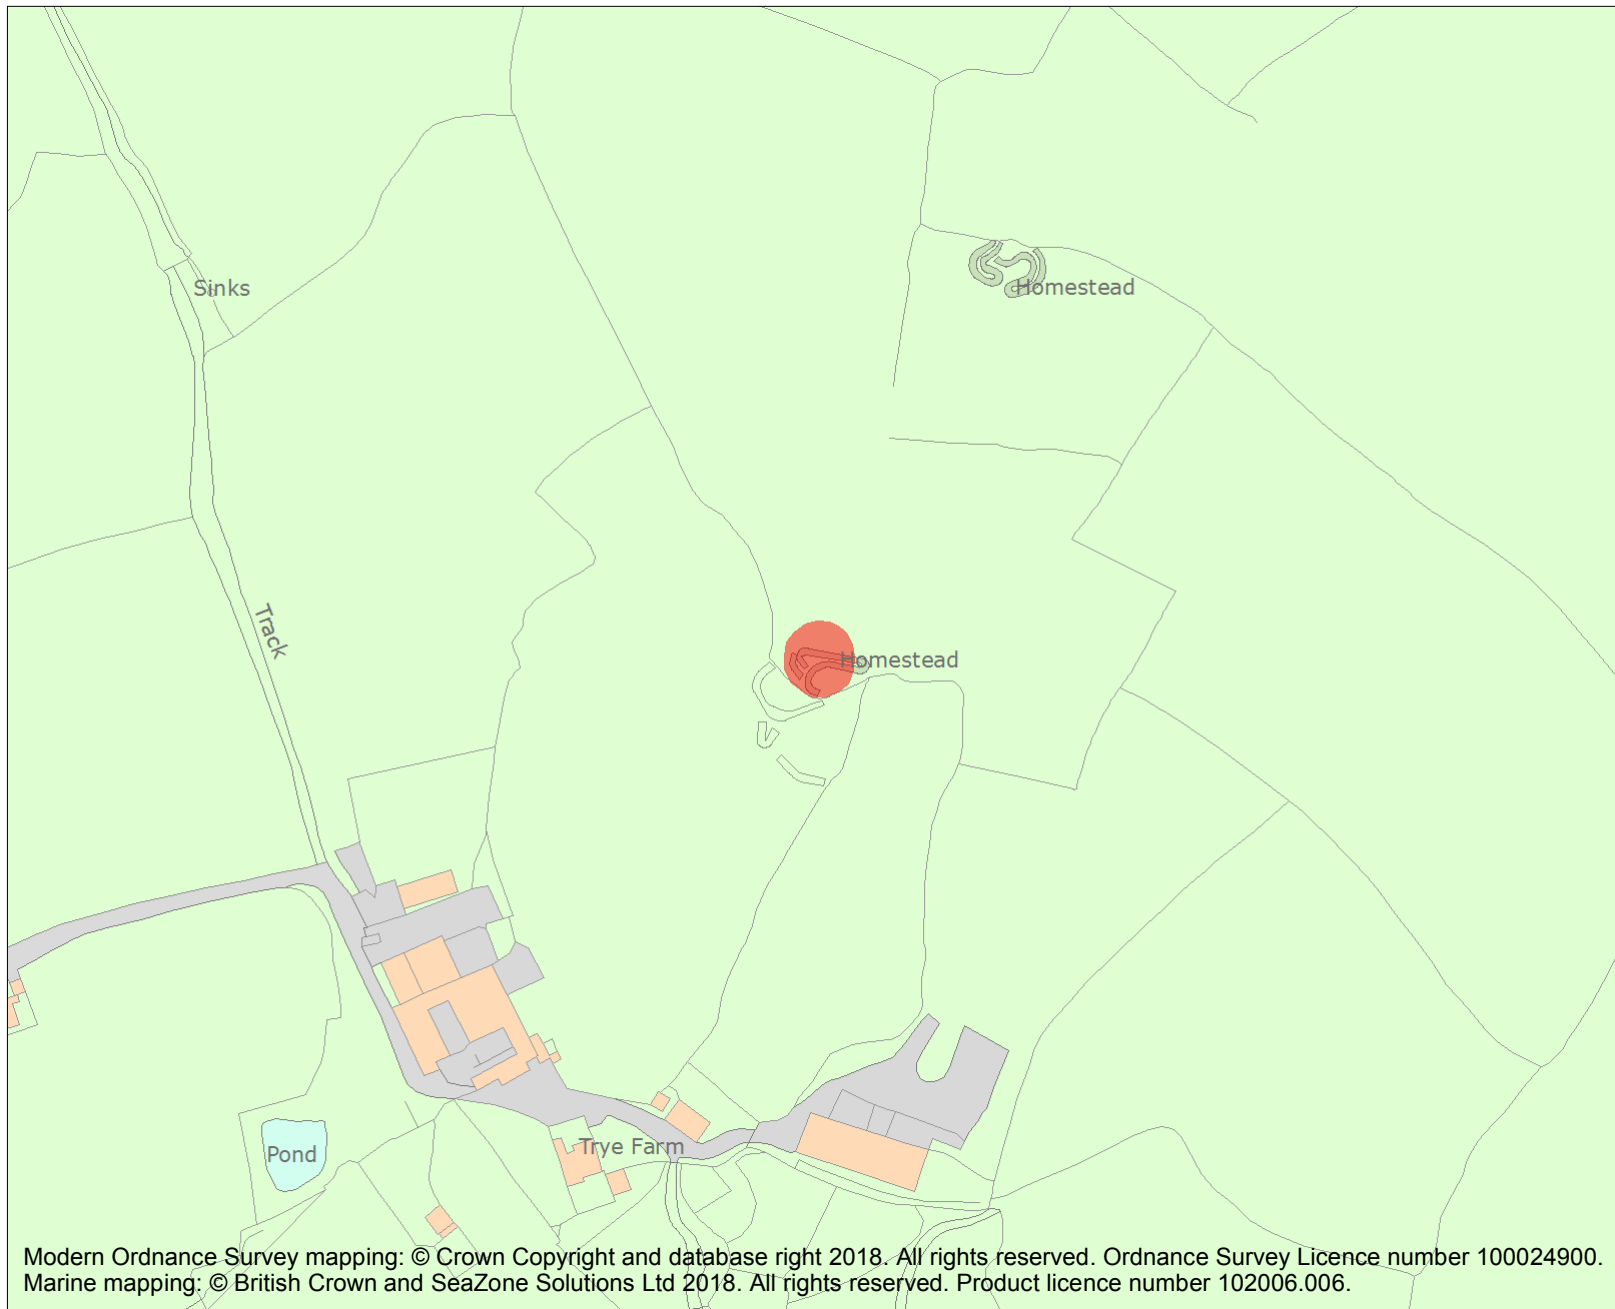 Sinks
Homestead
Track
Homestead
Trye Farm
Pond
Modern Ordnance Survey mapping: © Crown Copyright and database right 2018. All rights reserved. Ordnance Survey Licence number 100024900.
Marine mapping: © British Crown and SeaZone Solutions Ltd 2018. All rights reserved. Product licence number 102006.006.